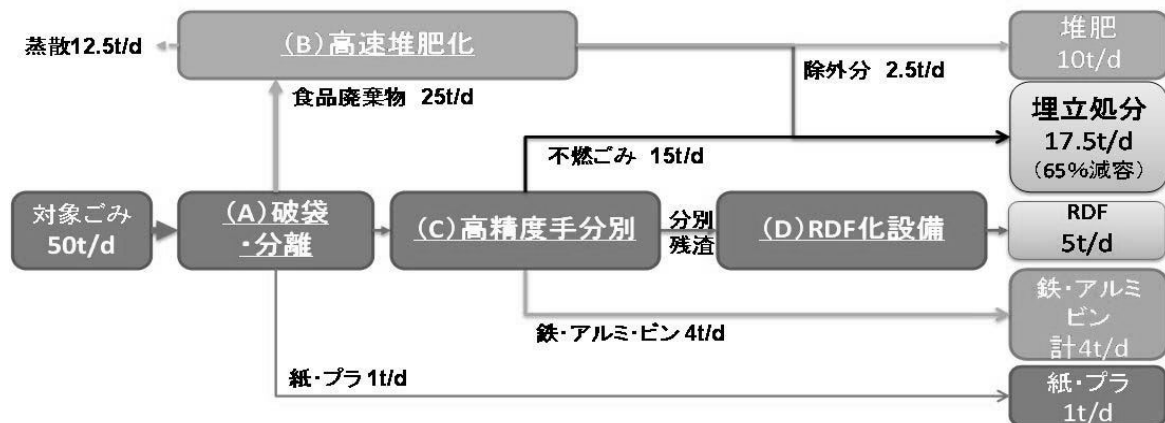 蒸散12.5t/d
(B)高速堆肥化
堆肥
10t/d
除外分 2.5t/d
食品廃棄物 25t/d
埋立処分
17.5t/d
(65%減容)
不燃ごみ 15t/d
対象ごみ
50t/d
(A)破袋
・分離
(C)高精度手分別
分別
残渣
(D)RDF化設備
RDF
5t/d
鉄・アルミ・ビン 4t/d
鉄・アルミ
ビン
計4t/d
紙・プラ 1t/d
紙・プラ
1t/d